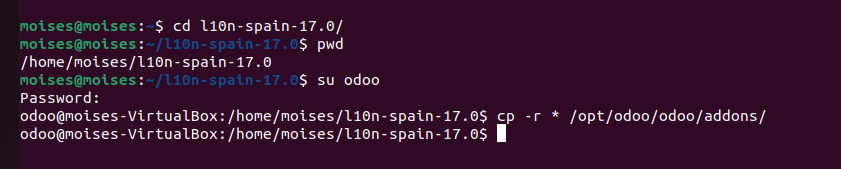 moises@moises:~$ cd l10n-spain-17.0/
moises@moises:~/l10n-spain-17.0$ pwd
/home/moises/l10n-spain-17.0
moises@moises:~/l10n-spain-17.0$ su odoo
Password:
odoo@moises-VirtualBox:/home/moises/l10n-spain-17.0$ cp -r * /opt/odoo/odoo/addons/
odoo@moises-VirtualBox:/home/moises/l10n-spain-17.0$